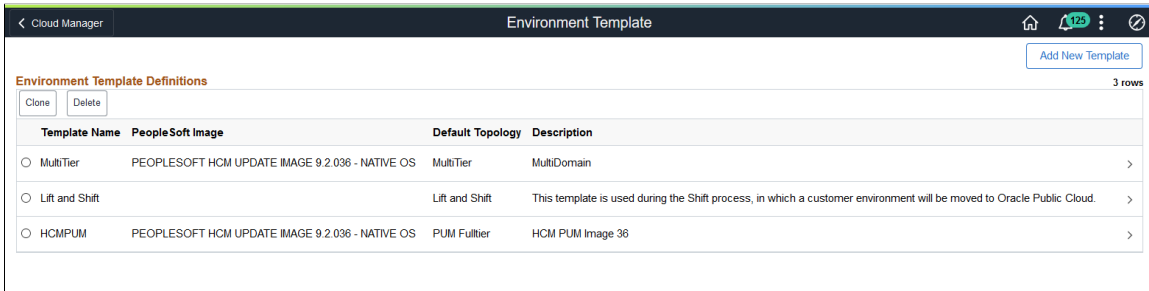 Cloud Manager Environment Template 125
Add New Template
Environment Template Definitions 3 rows
Clone Delete
Template Name PeopleSoft Image Default Topology Description
MultiTier PEOPLESOFT HCM UPDATE IMAGE 9.2.036 - NATIVE OS MultiTier MultiDomain
Lift and Shift Lift and Shift This template is used during the Shift process, in which a customer environment will be moved to Oracle Public Cloud.
HCMPUM PEOPLESOFT HCM UPDATE IMAGE 9.2.036 - NATIVE OS PUM Fulltier HCM PUM Image 36